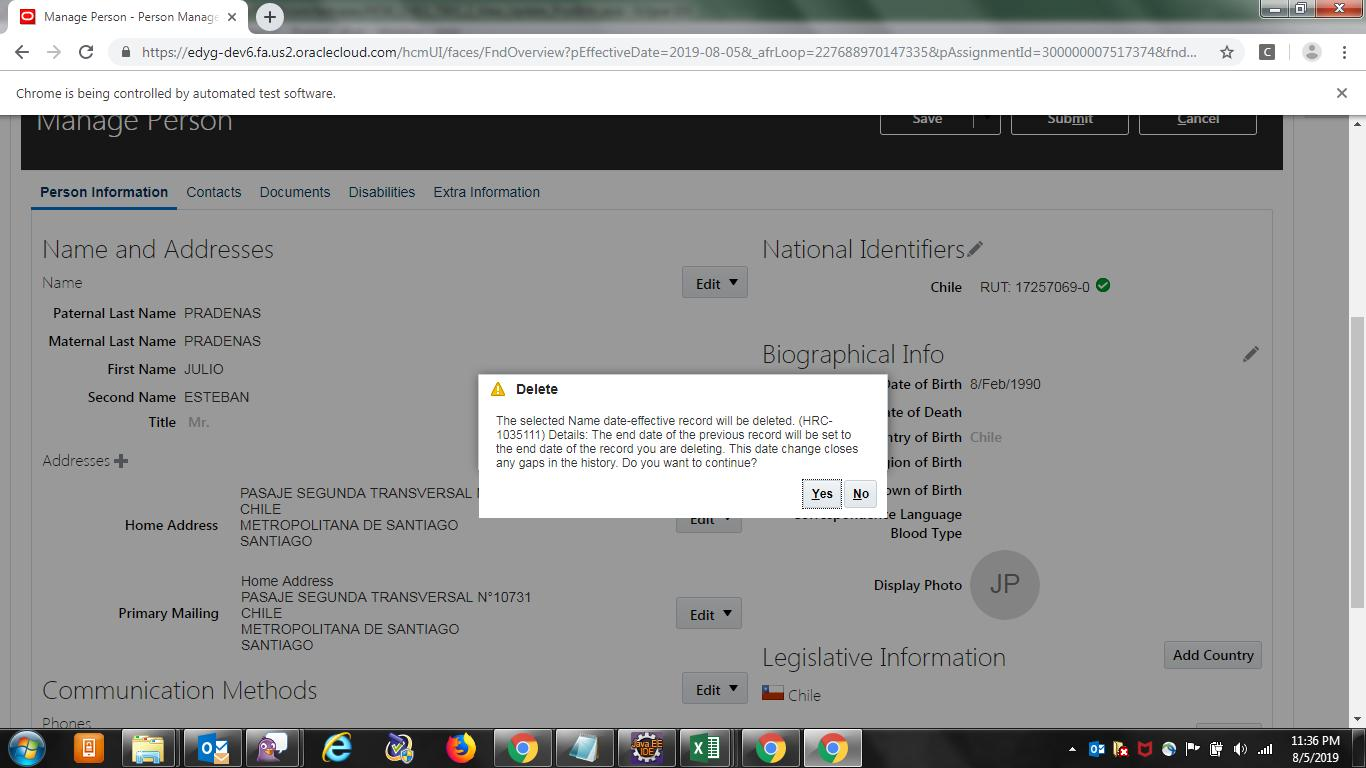 Manage Person - Person Manage
https://edyg-dev6.fa.us2.oraclecloud.com/hcmUI/faces/FndOverview?pEffectiveDate=2019-08-05&_afrLoop=227688970147335&pAssignmentId=300000007517374&fnd...
C
Chrome is being controlled by automated test software.
Manage Person
Save
Submit
Cancel
Person Information
Contacts
Documents
Disabilities
Extra Information
Name and Addresses
Name
Edit
Paternal Last Name PRADENAS
Maternal Last Name PRADENAS
First Name JULIO
Second Name ESTEBAN
Title Mr.
Addresses
Home Address
PASAJE SEGUNDA TRANSVERSAL
CHILE
METROPOLITANA DE SANTIAGO
SANTIAGO
Edit
Primary Mailing
Home Address
PASAJE SEGUNDA TRANSVERSAL N°10731
CHILE
METROPOLITANA DE SANTIAGO
SANTIAGO
Edit
Communication Methods
Edit
Phones
National Identifiers
Chile RUT: 17257069-0
Biographical Info
ate of Birth 8/Feb/1990
te of Death
ntry of Birth Chile
ion of Birth
own of Birth
Correspondence Language
Blood Type
Display Photo JP
Legislative Information
Add Country
Chile
Delete
The selected Name date-effective record will be deleted. (HRC-
1035111) Details: The end date of the previous record will be set to
the end date of the record you are deleting. This date change closes
any gaps in the history. Do you want to continue?
Yes
No
Java EE
IDE
11:36 PM
8/5/2019